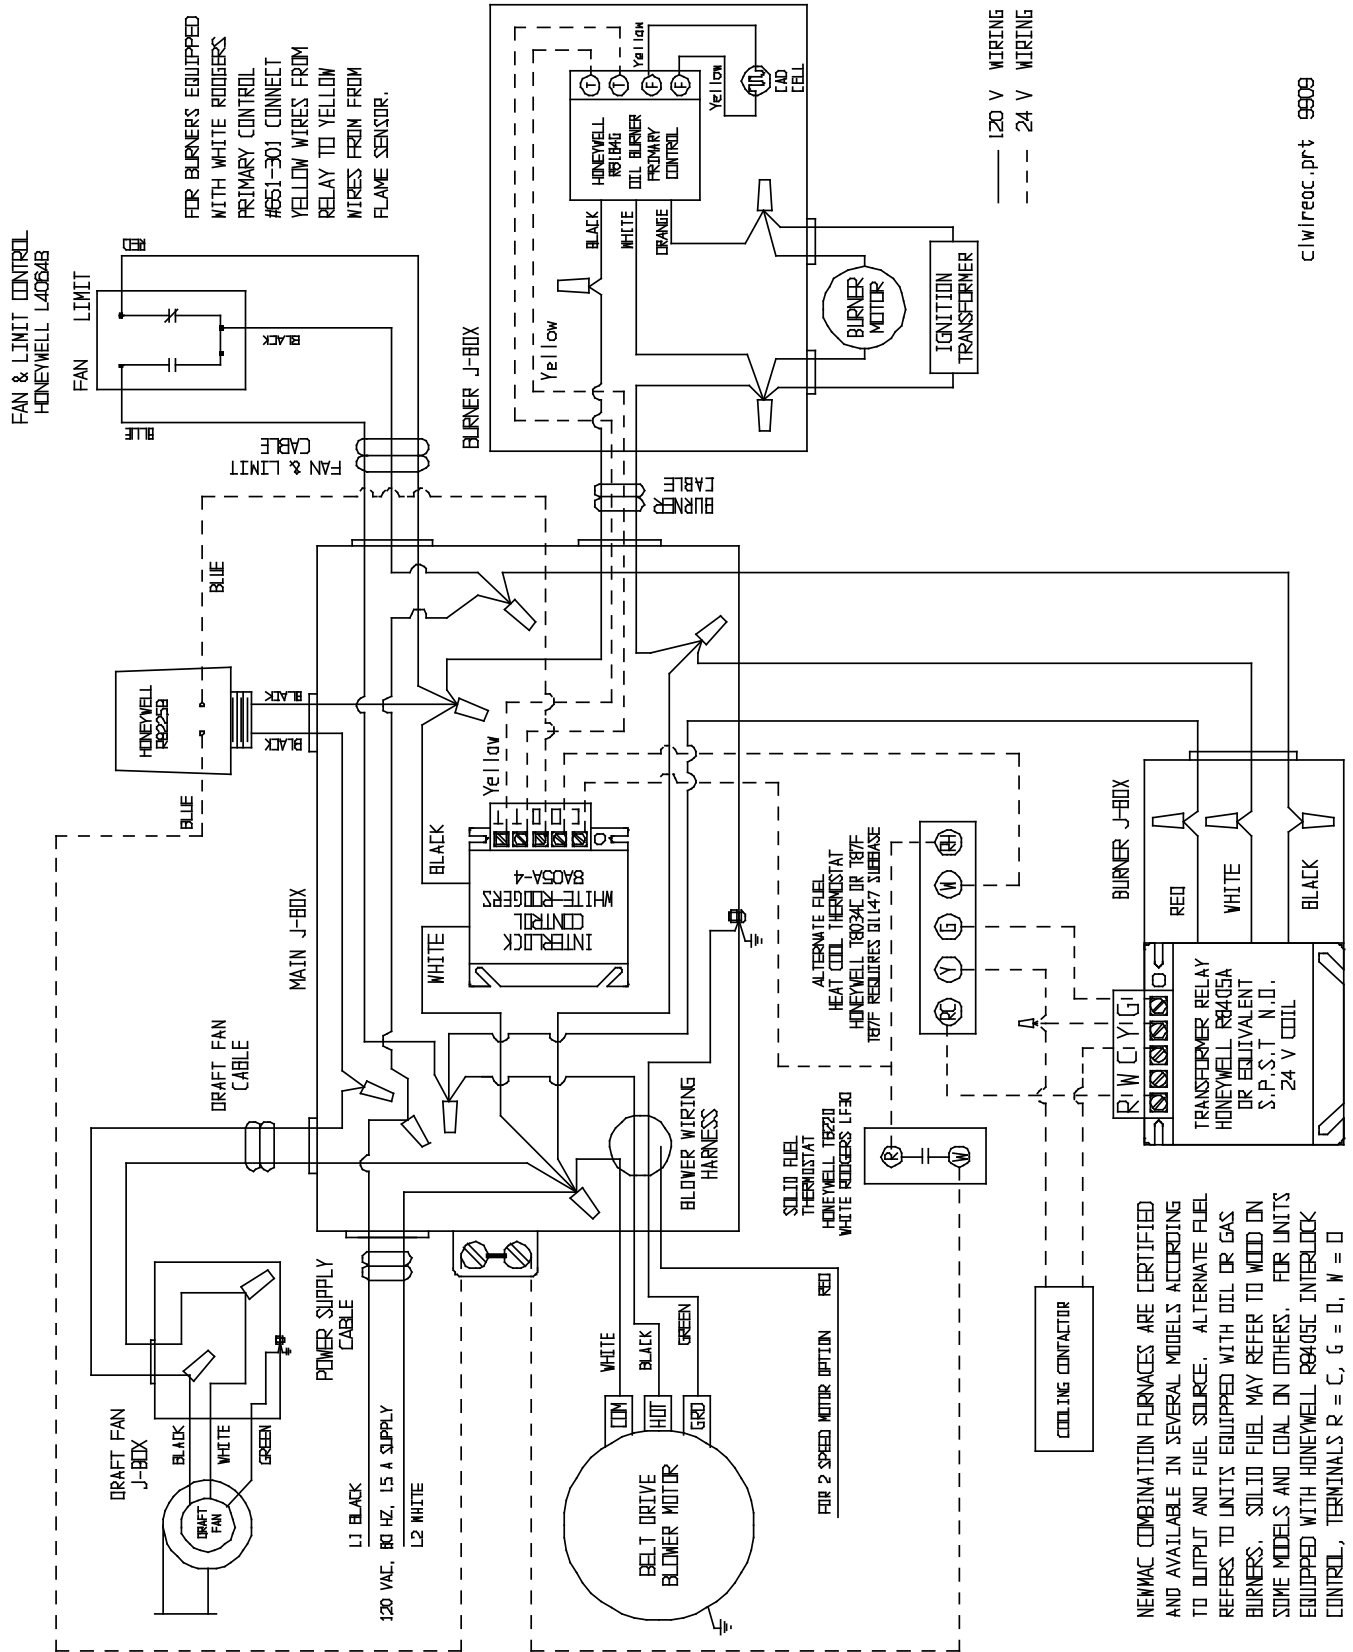 FAN & LIMIT CONTROL
HONEYWELL L4064B
FAN LIMIT
RED
BLACK
BLUE
FAN & LIMIT
CABLE
FOR BURNERS EQUIPPED
WITH WHITE RODGERS
PRIMARY CONTROL
#651-301 CONNECT
YELLOW WIRES FROM
RELAY TO YELLOW
WIRES FROM FROM
FLAME SENSOR.
BURNER J-BOX
Yellow
HONEYWELL
R8184G
OIL BURNER
PRIMARY
CONTROL
T
T
F
F
Yellow
Yellow
CAD
CELL
BLACK
WHITE
ORANGE
BURNER
MOTOR
IGNITION
TRANSFORMER
120 V WIRING
24 V WIRING
clwireac.prt 9909
BURNER
CABLE
HONEYWELL
R8225B
BLUE
BLUE
BLACK
BLACK
MAIN J-BOX
Yellow
BLACK
WHITE
INTERLOCK
CONTROL
WHITE-RODGERS
8A05A-4
T
T
O
O
C
C
DRAFT FAN
CABLE
ALTERNATE FUEL
HEAT COOL THERMOSTAT
HONEYWELL T8034C OR T87F
T87F REQUIRES Q1147 SUBBASE
RC
Y
G
W
RH
BURNER J-BOX
RED
WHITE
BLACK
R W C Y G
TRANSFORMER RELAY
HONEYWELL R8405A
OR EQUIVALENT
S.P.S.T N.O.
24 V COIL
SOLID FUEL
THERMOSTAT
HONEYWELL T822D
WHITE RODGERS 1F30
R
W
BLOWER WIRING
HARNESS
POWER SUPPLY
CABLE
DRAFT FAN
J-BOX
BLACK
WHITE
GREEN
DRAFT
FAN
L1 BLACK
120 VAC, 60 HZ, 15 A SUPPLY
L2 WHITE
WHITE
BLACK
GREEN
COM
HOT
GRD
BELT DRIVE
BLOWER MOTOR
FOR 2 SPEED MOTOR OPTION RED
COOLING CONTACTOR
NEWMAC COMBINATION FURNACES ARE CERTIFIED
AND AVAILABLE IN SEVERAL MODELS ACCORDING
TO OUTPUT AND FUEL SOURCE. ALTERNATE FUEL
REFERS TO UNITS EQUIPPED WITH OIL OR GAS
BURNERS. SOLID FUEL MAY REFER TO WOOD ON
SOME MODELS AND COAL ON OTHERS. FOR UNITS
EQUIPPED WITH HONEYWELL R8405C INTERLOCK
CONTROL, TERMINALS R = C, G = O, W = O